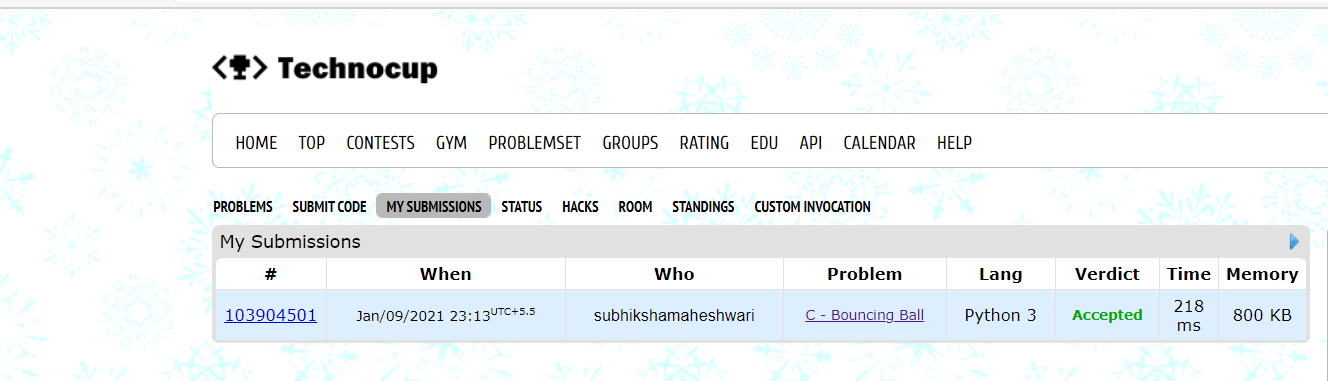 <🏆> Technocup
HOME TOP CONTESTS GYM PROBLEMSET GROUPS RATING EDU API CALENDAR HELP
PROBLEMS SUBMIT CODE MY SUBMISSIONS STATUS HACKS ROOM STANDINGS CUSTOM INVOCATION
My Submissions
# When Who Problem Lang Verdict Time Memory
103904501 Jan/09/2021 23:13UTC+5.5 subhikshamaheshwari C - Bouncing Ball Python 3 Accepted 218 ms 800 KB